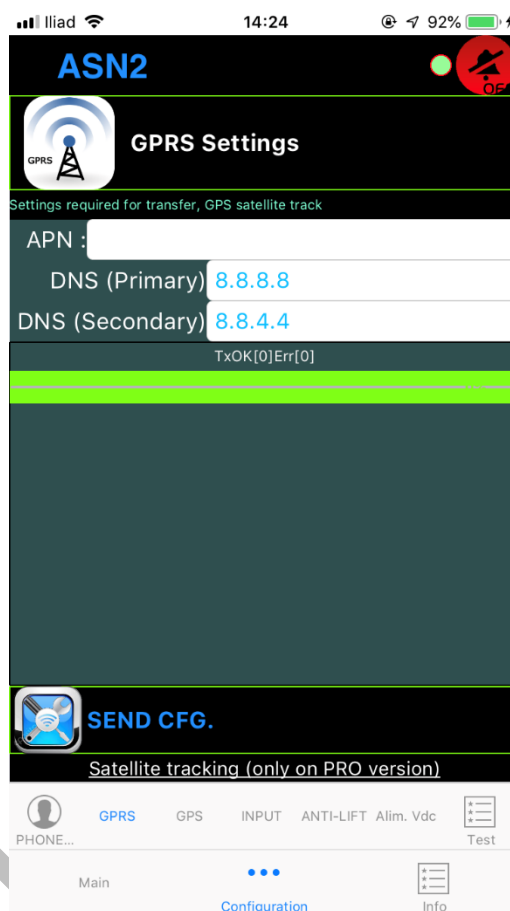 Iliad 14:24 92%
ASN2
OF
GPRS GPRS Settings
Settings required for transfer, GPS satellite track
APN :
DNS (Primary) 8.8.8.8
DNS (Secondary) 8.8.4.4
TxOK[0]Err[0]
SEND CFG.
Satellite tracking (only on PRO version)
PHONE... GPRS GPS INPUT ANTI-LIFT Alim. Vdc Test
Main Configuration Info